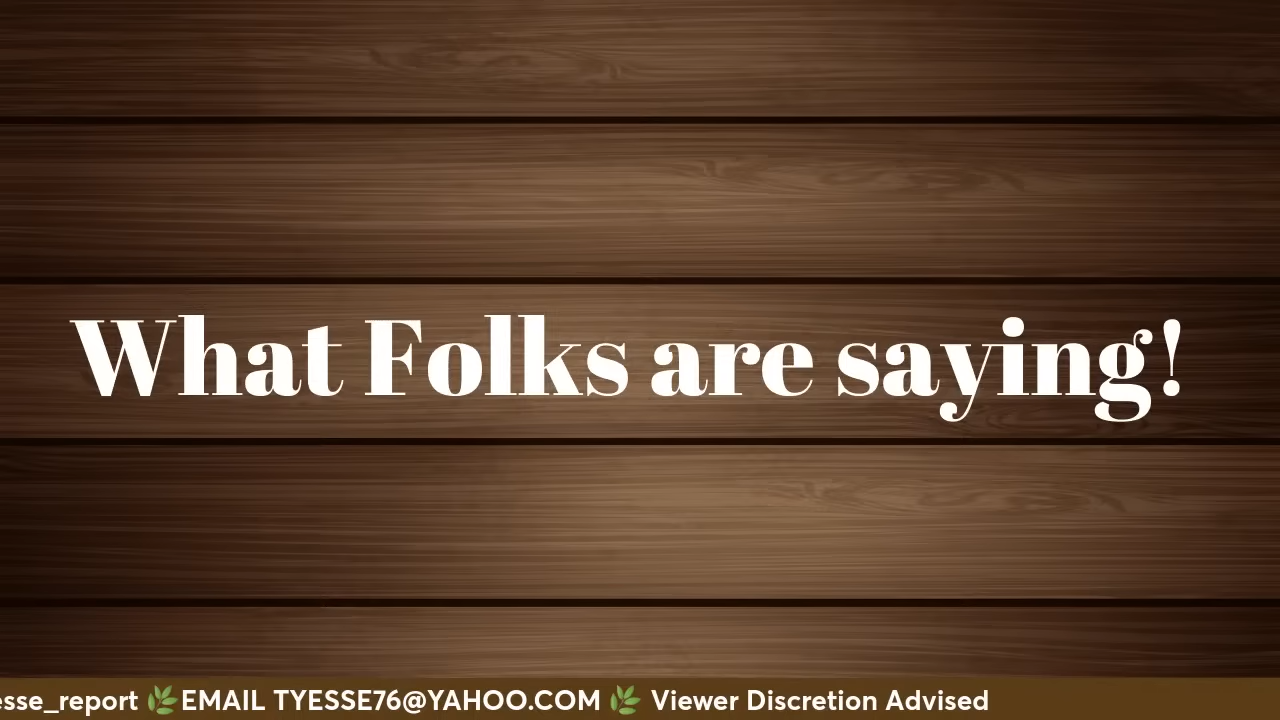 What Folks are saying!
esse_report 🌿EMAIL TYESSE76@YAHOO.COM 🌿 Viewer Discretion Advised